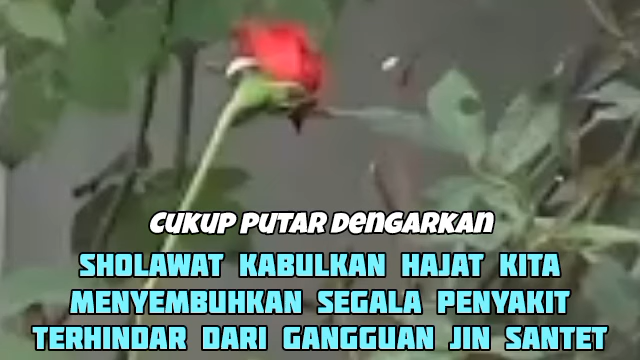 CUKUP PUTAR DENGARKAN
SHOLAWAT KABULKAN HAJAT KITA
MENYEMBUHKAN SEGALA PENYAKIT
TERHINDAR DARI GANGGUAN JIN SANTET